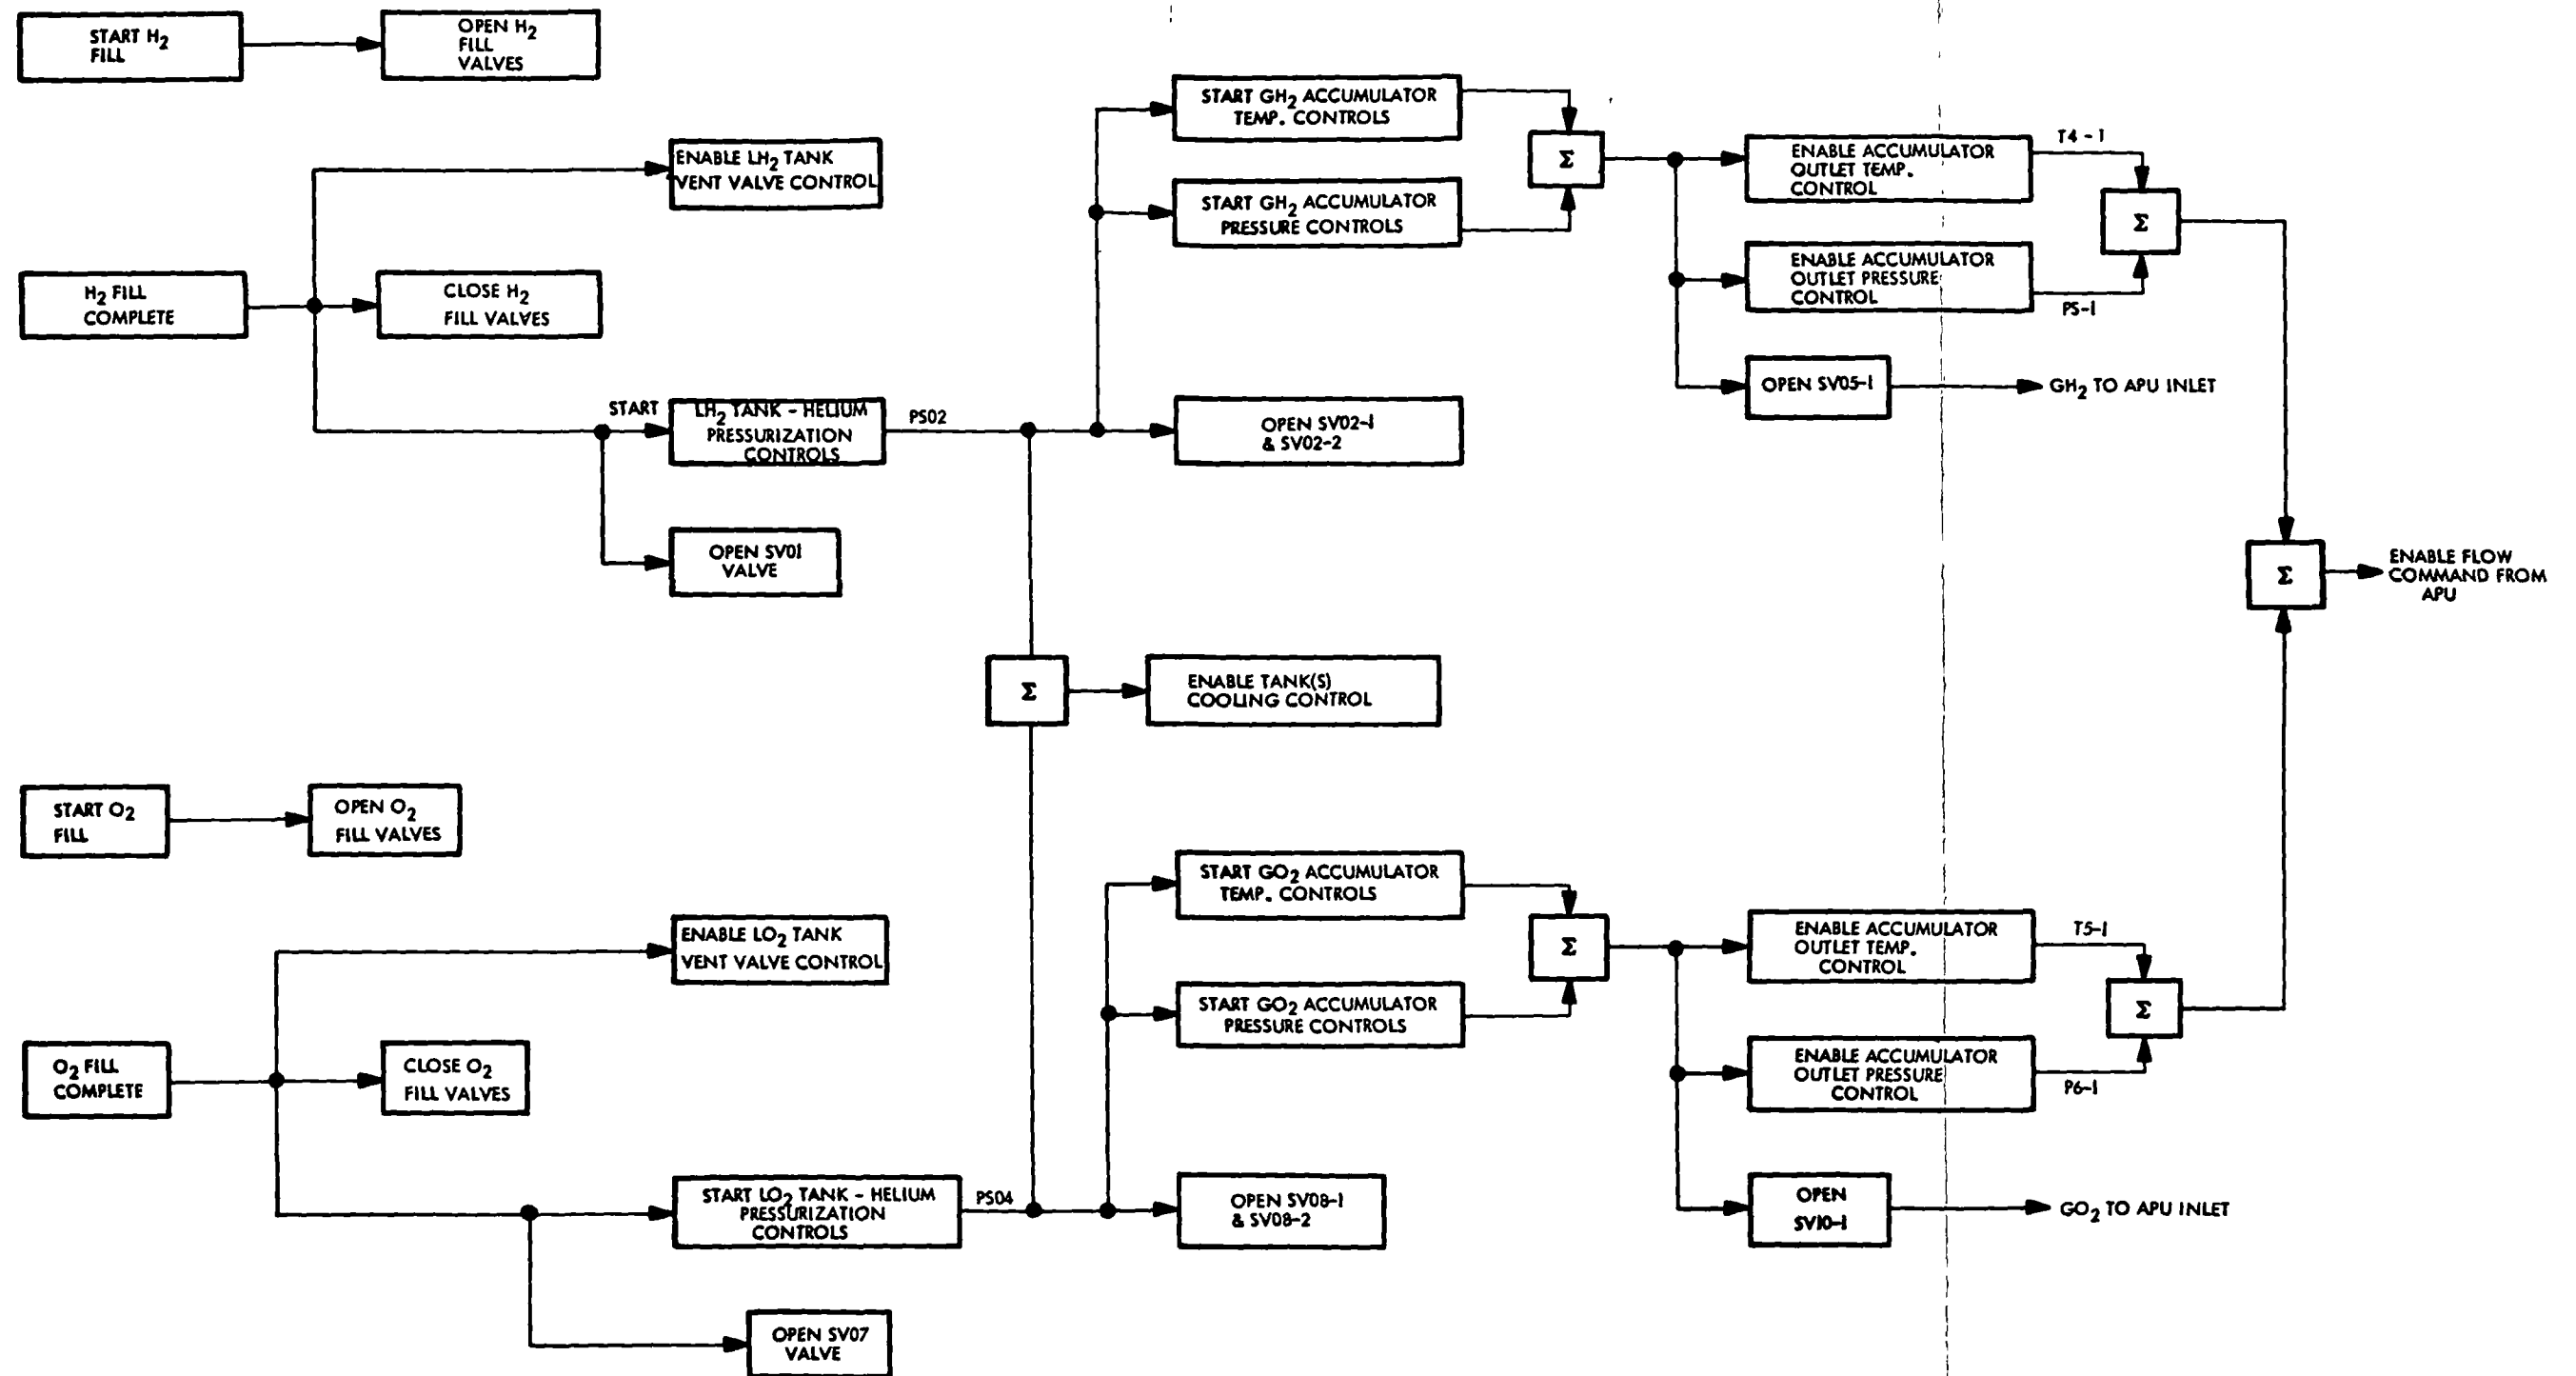 START H2
FILL
OPEN H2
FILL
VALVES
START GH2 ACCUMULATOR
TEMP. CONTROLS
Σ
ENABLE ACCUMULATOR
OUTLET TEMP.
CONTROL
T4-1
ENABLE LH2 TANK
VENT VALVE CONTROL
START GH2 ACCUMULATOR
PRESSURE CONTROLS
Σ
ENABLE ACCUMULATOR
OUTLET PRESSURE
CONTROL
P5-1
H2 FILL
COMPLETE
CLOSE H2
FILL VALVES
OPEN SV05-1
GH2 TO APU INLET
START
LH2 TANK - HELIUM
PRESSURIZATION
CONTROLS
PS02
OPEN SV02-1
& SV02-2
OPEN SV01
VALVE
Σ
ENABLE FLOW
COMMAND FROM
APU
Σ
ENABLE TANK(S)
COOLING CONTROL
START O2
FILL
OPEN O2
FILL VALVES
START GO2 ACCUMULATOR
TEMP. CONTROLS
Σ
ENABLE ACCUMULATOR
OUTLET TEMP.
CONTROL
T5-1
ENABLE LO2 TANK
VENT VALVE CONTROL
START GO2 ACCUMULATOR
PRESSURE CONTROLS
Σ
O2 FILL
COMPLETE
CLOSE O2
FILL VALVES
ENABLE ACCUMULATOR
OUTLET PRESSURE
CONTROL
P6-1
START LO2 TANK - HELIUM
PRESSURIZATION
CONTROLS
PS04
OPEN SV08-1
& SV08-2
OPEN
SV10-1
GO2 TO APU INLET
OPEN SV07
VALVE